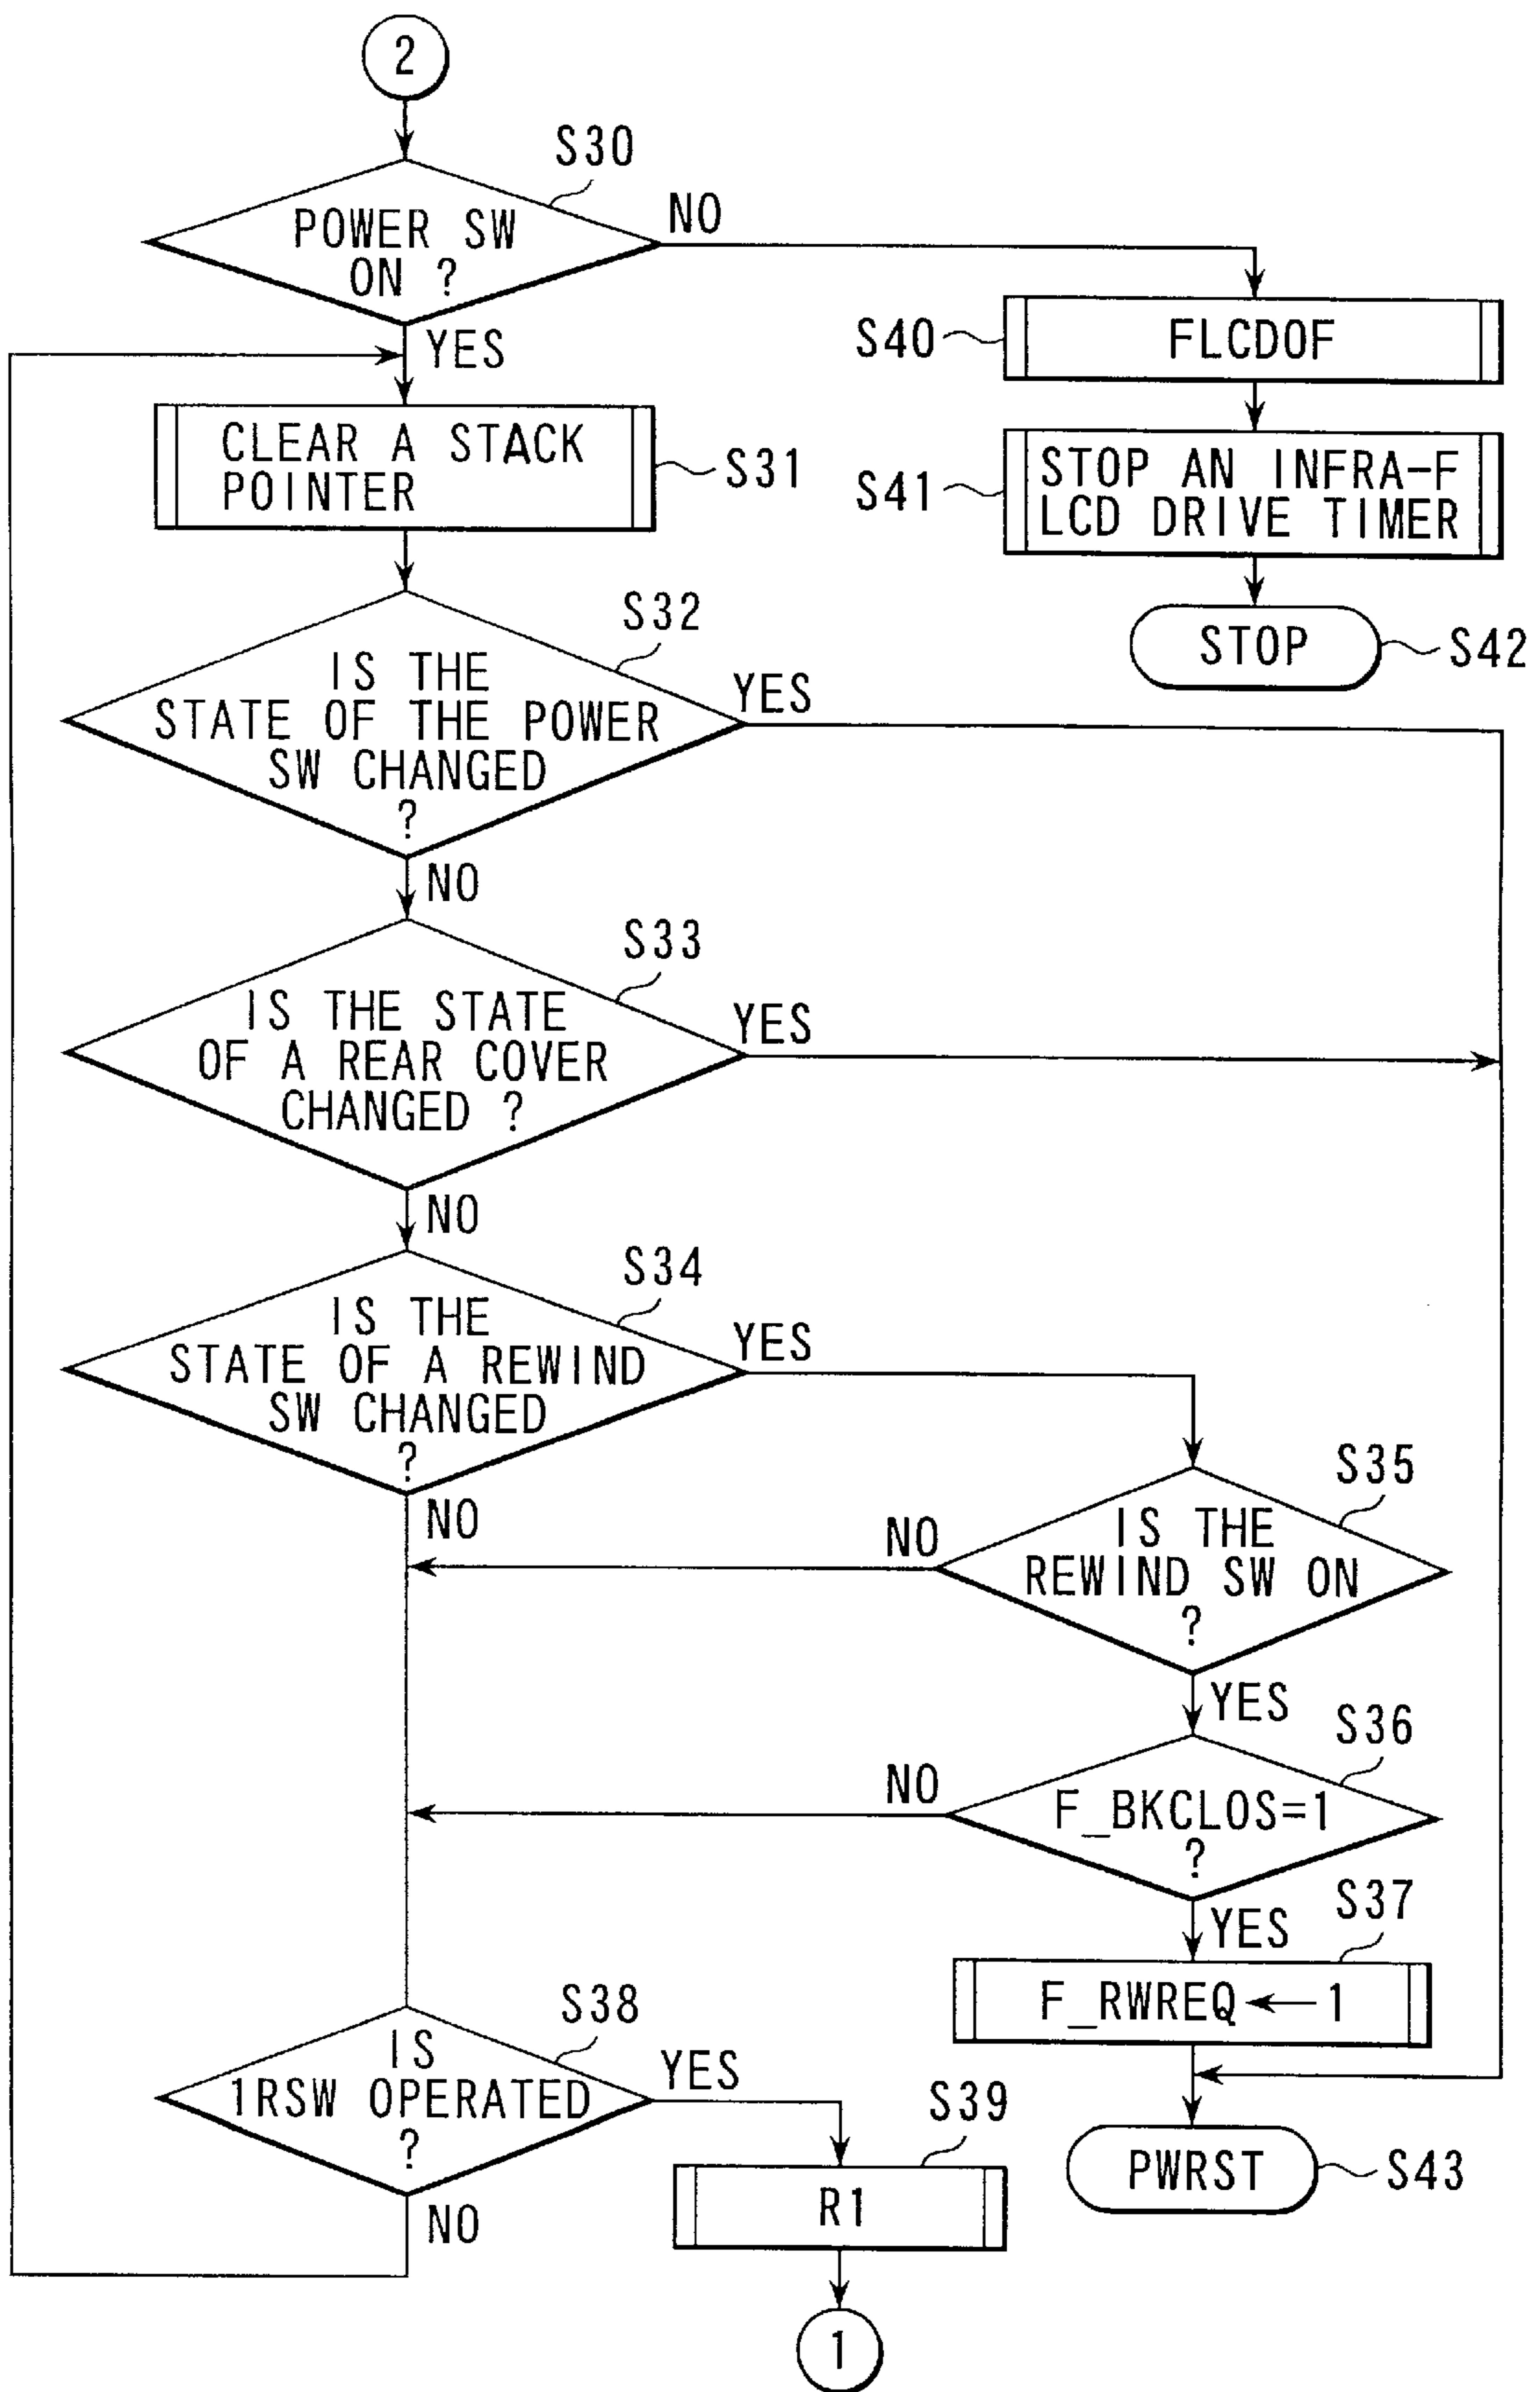 2
S30
POWER SW
ON ?
NO
YES
S40
FLCDOF
CLEAR A STACK
POINTER
S31
S41
STOP AN INFRA-F
LCD DRIVE TIMER
STOP
S42
S32
IS THE
STATE OF THE POWER
SW CHANGED
?
YES
NO
S33
IS THE STATE
OF A REAR COVER
CHANGED ?
YES
NO
S34
IS THE
STATE OF A REWIND
SW CHANGED
?
YES
NO
S35
IS THE
REWIND SW ON
?
NO
YES
S36
F_BKCLOS=1
?
NO
YES
S37
F_RWREQ←1
S38
IS
1RSW OPERATED
?
YES
NO
S39
R1
PWRST
S43
1